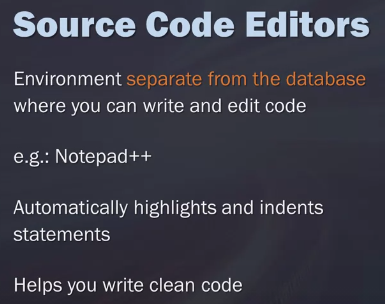 Source Code Editors
Environment separate from the database
where you can write and edit code
e.g.: Notepad++
Automatically highlights and indents
statements
Helps you write clean code